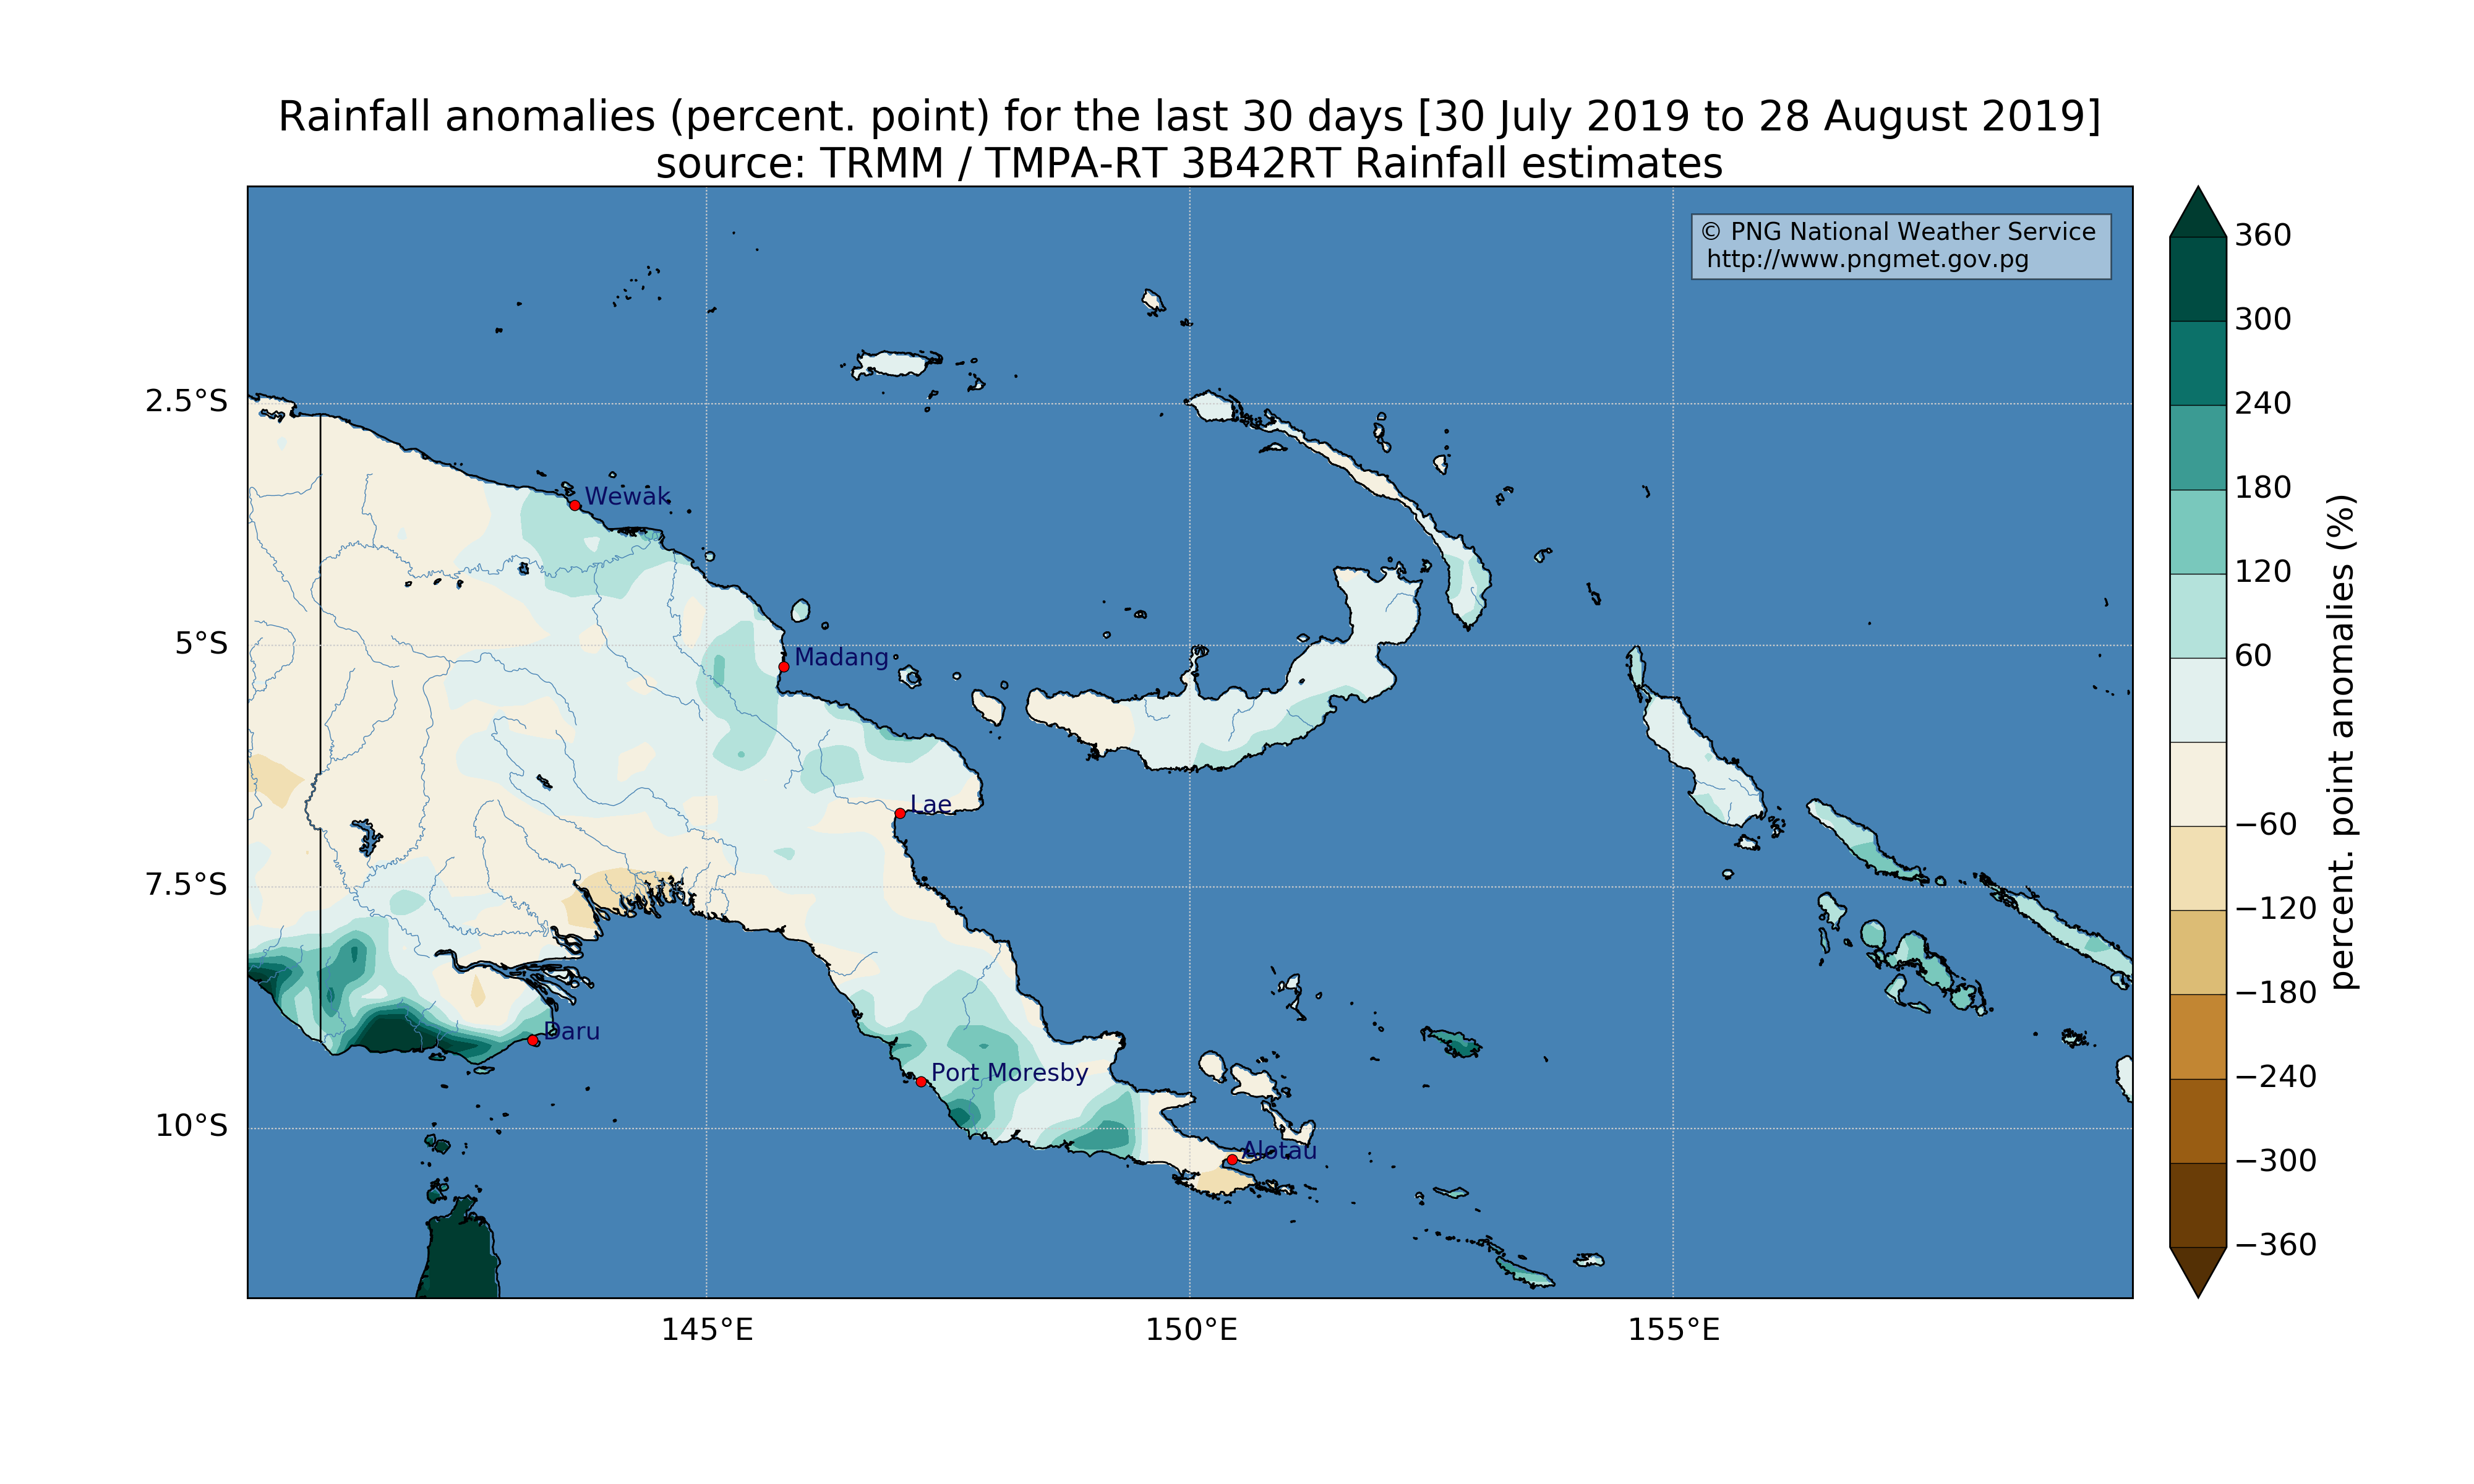 Rainfall anomalies (percent. point) for the last 30 days [30 July 2019 to 28 August 2019]
source: TRMM / TMPA-RT 3B42RT Rainfall estimates
© PNG National Weather Service
http://www.pngmet.gov.pg
2.5°S
5°S
7.5°S
10°S
Wewak
Madang
Lae
Daru
Port Moresby
Alotau
145°E
150°E
155°E
360
300
240
180
120
60
−60
−120
−180
−240
−300
−360
percent. point anomalies (%)